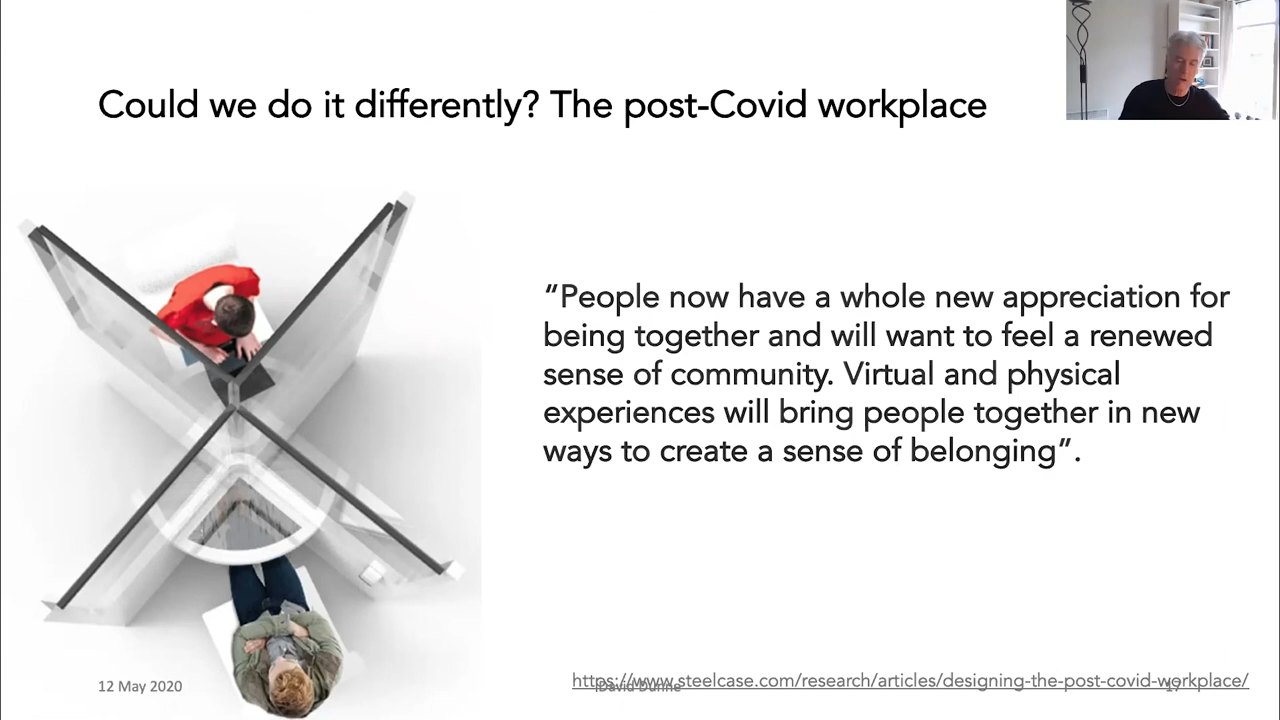 Could we do it differently? The post-Covid workplace
“People now have a whole new appreciation for
being together and will want to feel a renewed
sense of community. Virtual and physical
experiences will bring people together in new
ways to create a sense of belonging”.
12 May 2020
David Dunne
https://www.steelcase.com/research/articles/designing-the-post-covid-workplace/